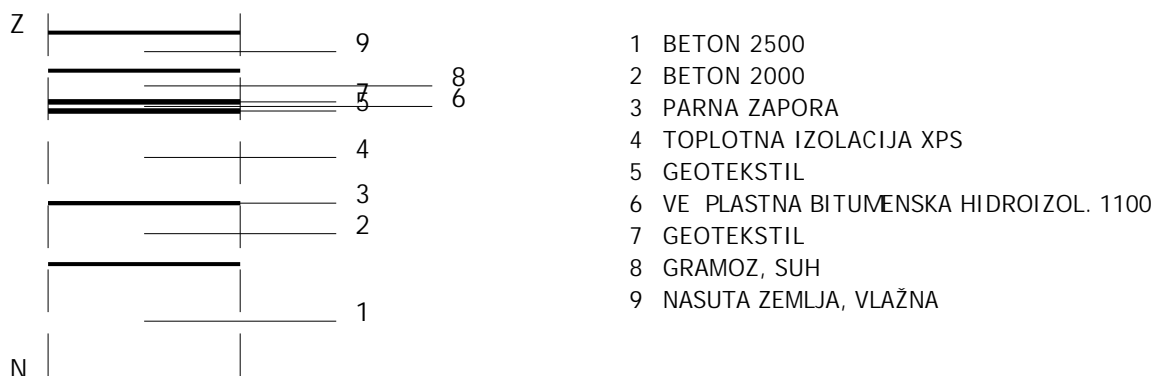 Z
9
8
7
5
6
4
3
2
1
N
1 BETON 2500
2 BETON 2000
3 PARNA ZAPORA
4 TOPLOTNA IZOLACIJA XPS
5 GEOTEKSTIL
6 VE PLASTNA BITUMENSKA HIDROIZOL. 1100
7 GEOTEKSTIL
8 GRAMOZ, SUH
9 NASUTA ZEMLJA, VLAŽNA